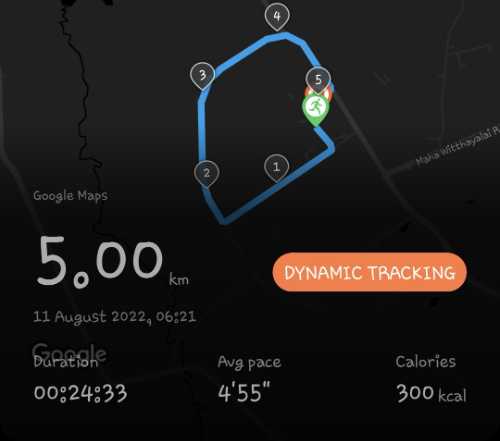 4
3
5
2
1
Maha Witthayalai R
Google Maps
5.00 km
DYNAMIC TRACKING
11 August 2022, 06:21
Google
Duration
Avg pace
Calories
00:24:33
4'55"
300 kcal